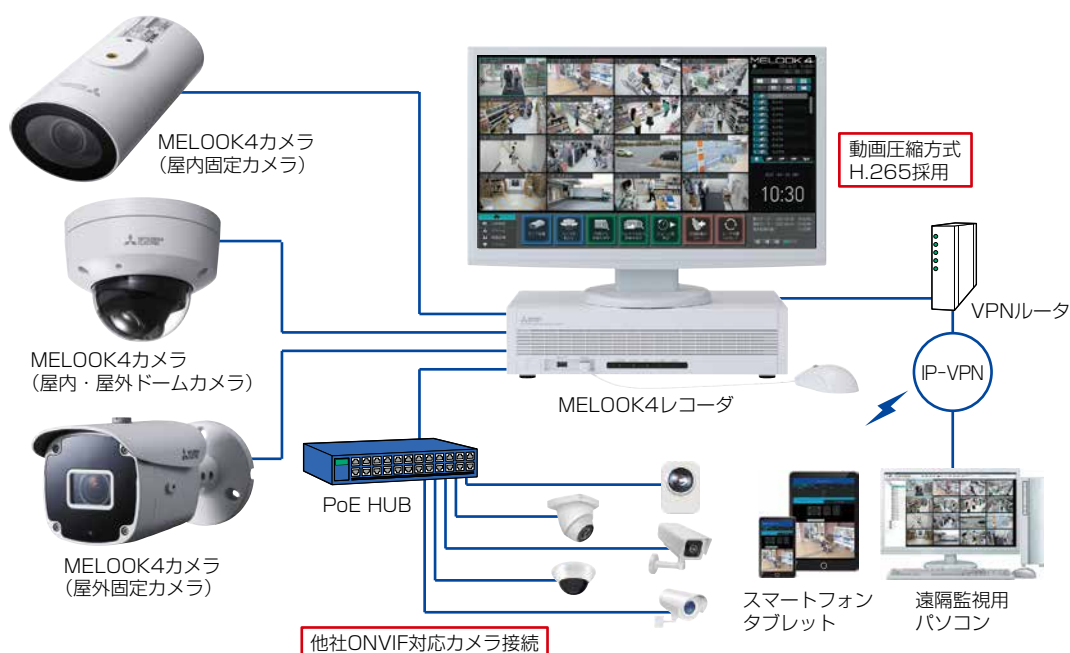 MELOOK4カメラ
（屋内固定カメラ）
MELOOK4
10:30
動画圧縮方式
H.265採用
VPNルータ
MITSUBISHI
ELECTRIC
MELOOK4カメラ
（屋内・屋外ドームカメラ）
IP-VPN
MELOOK4レコーダ
PoE HUB
MELOOK4カメラ
（屋外固定カメラ）
スマートフォン
タブレット
遠隔監視用
パソコン
他社ONVIF対応カメラ接続